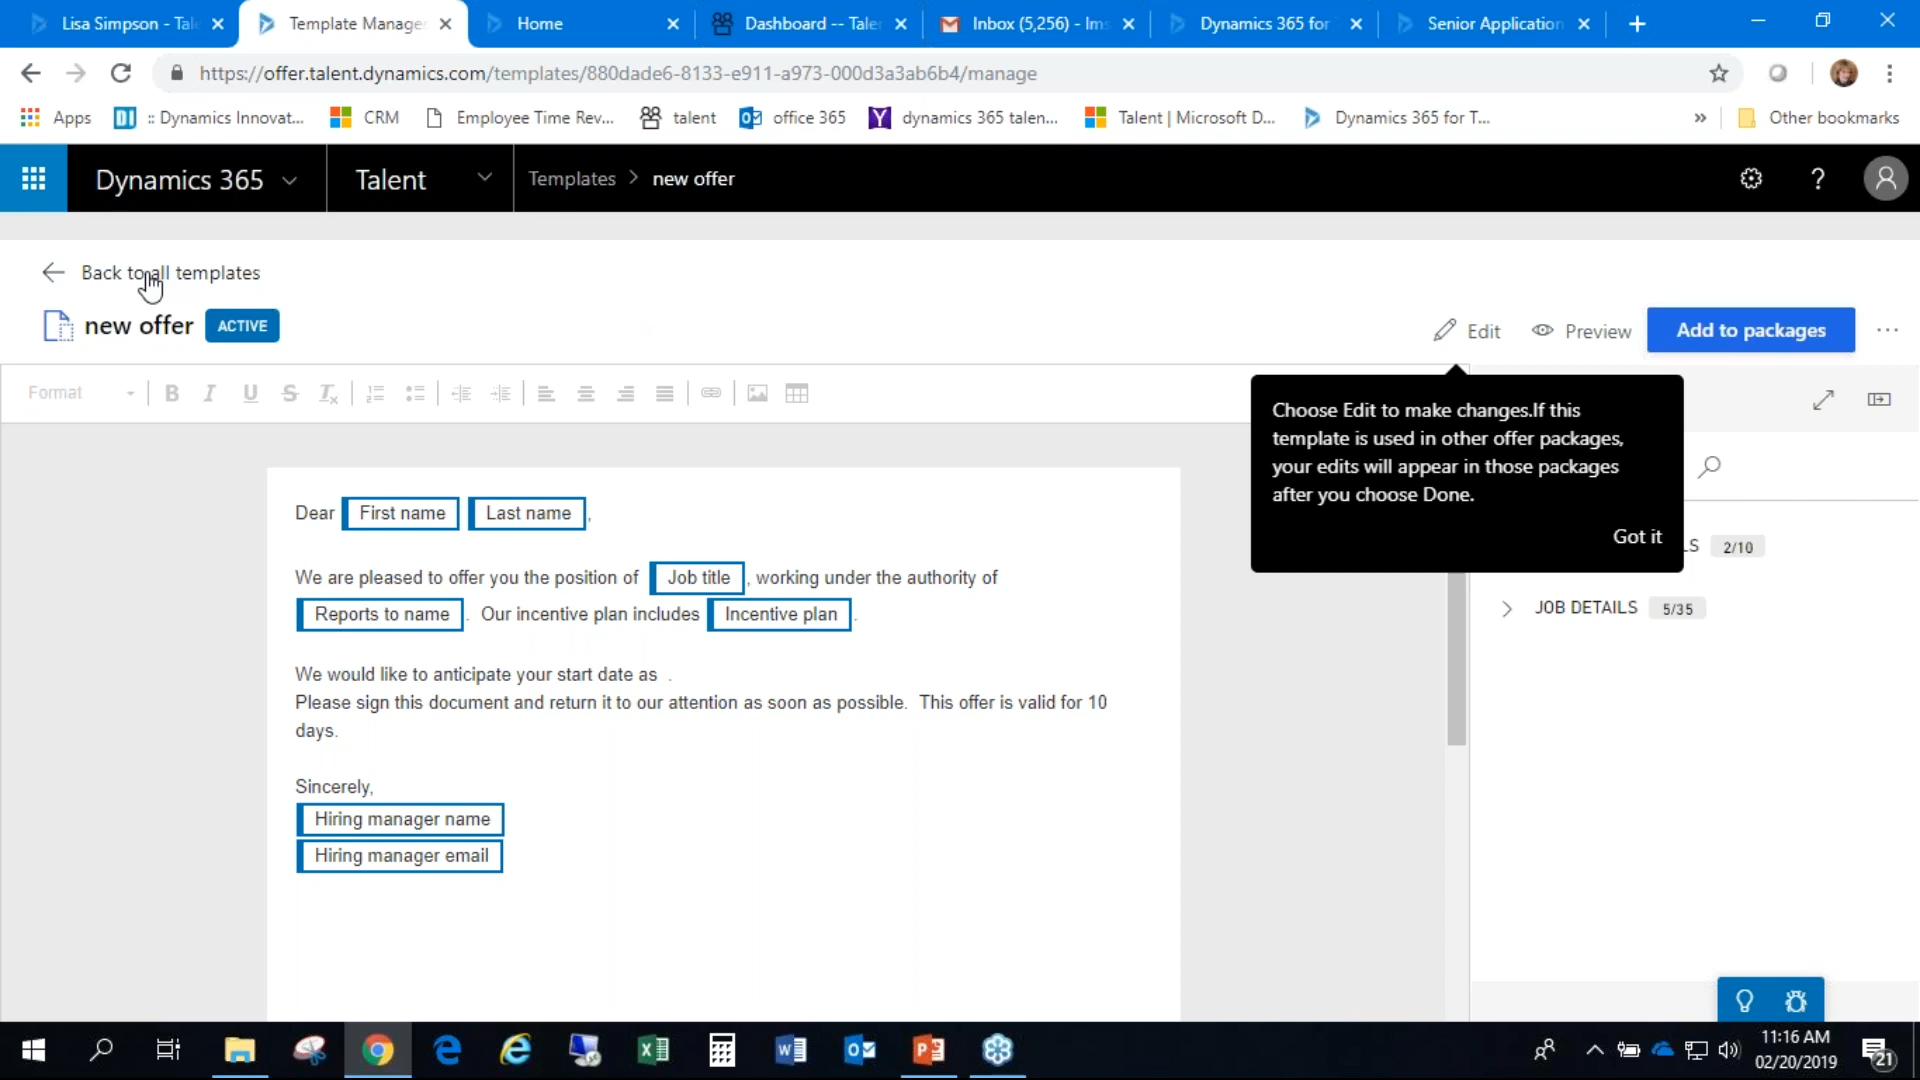 Lisa Simpson - Tal
Template Manage
Home
Dashboard -- Tale
Inbox (5,256) - lms
Dynamics 365 for
Senior Application
https://offer.talent.dynamics.com/templates/880dade6-8133-e911-a973-000d3a3ab6b4/manage
Apps
DI
:: Dynamics Innovat...
CRM
Employee Time Rev...
talent
office 365
dynamics 365 talen...
Talent | Microsoft D...
Dynamics 365 for T...
»
Other bookmarks
Dynamics 365
Talent
Templates > new offer
?
Back to all templates
new offer
ACTIVE
Edit
Preview
Add to packages
...
Format
B I U S Tx
Choose Edit to make changes.If this
template is used in other offer packages,
your edits will appear in those packages
after you choose Done.
Got it
LS 2/10
JOB DETAILS 5/35
Dear First name Last name ,
We are pleased to offer you the position of Job title , working under the authority of
Reports to name . Our incentive plan includes Incentive plan .
We would like to anticipate your start date as .
Please sign this document and return it to our attention as soon as possible. This offer is valid for 10
days.
Sincerely,
Hiring manager name
Hiring manager email
11:16 AM
02/20/2019
21